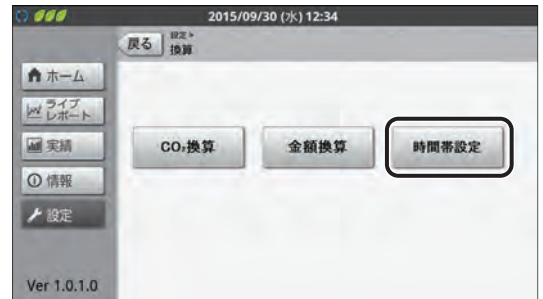 2015/09/30 (水) 12:34
戻る
設定>
換算
ホーム
ライブ
レポート
実績
情報
設定
CO₂換算
金額換算
時間帯設定
Ver 1.0.1.0